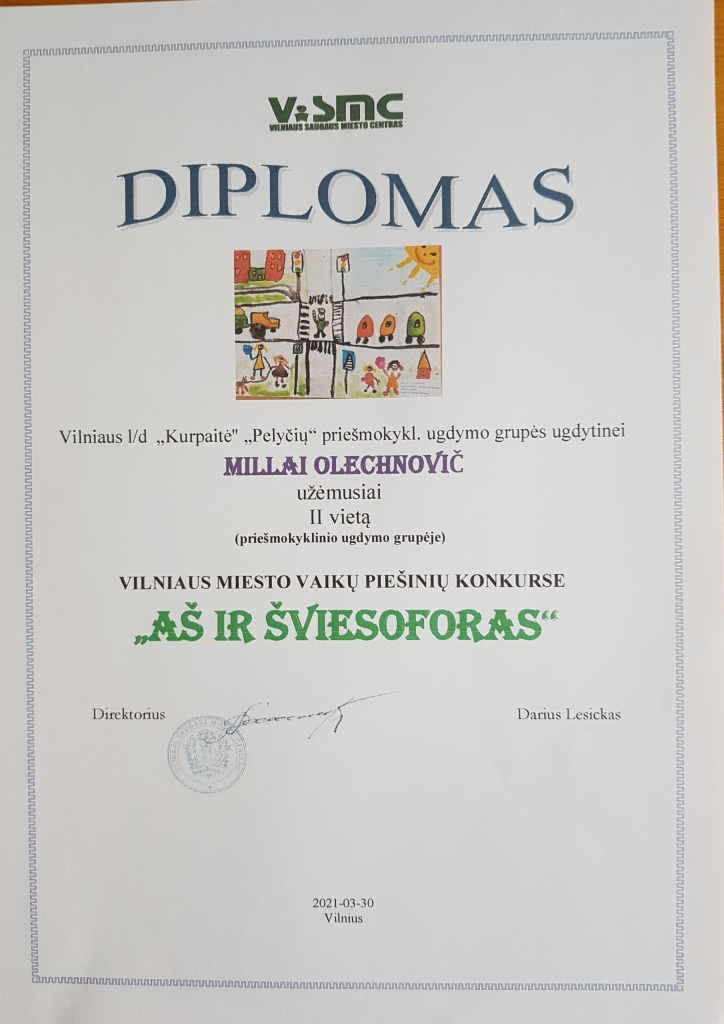 ViSMC
VILNIAUS SAUGAUS MIESTO CENTRAS
DIPLOMAS
Vilniaus l/d „Kurpaitė" „Pelyčių“ priešmokykl. ugdymo grupės ugdytinei
MILLAI OLECHNOVIČ
užėmusiai
II vietą
(priešmokyklinio ugdymo grupėje)
VILNIAUS MIESTO VAIKŲ PIEŠINIŲ KONKURSE
„AŠ IR ŠVIESOFORAS“
Direktorius
Darius Lesickas
2021-03-30
Vilnius